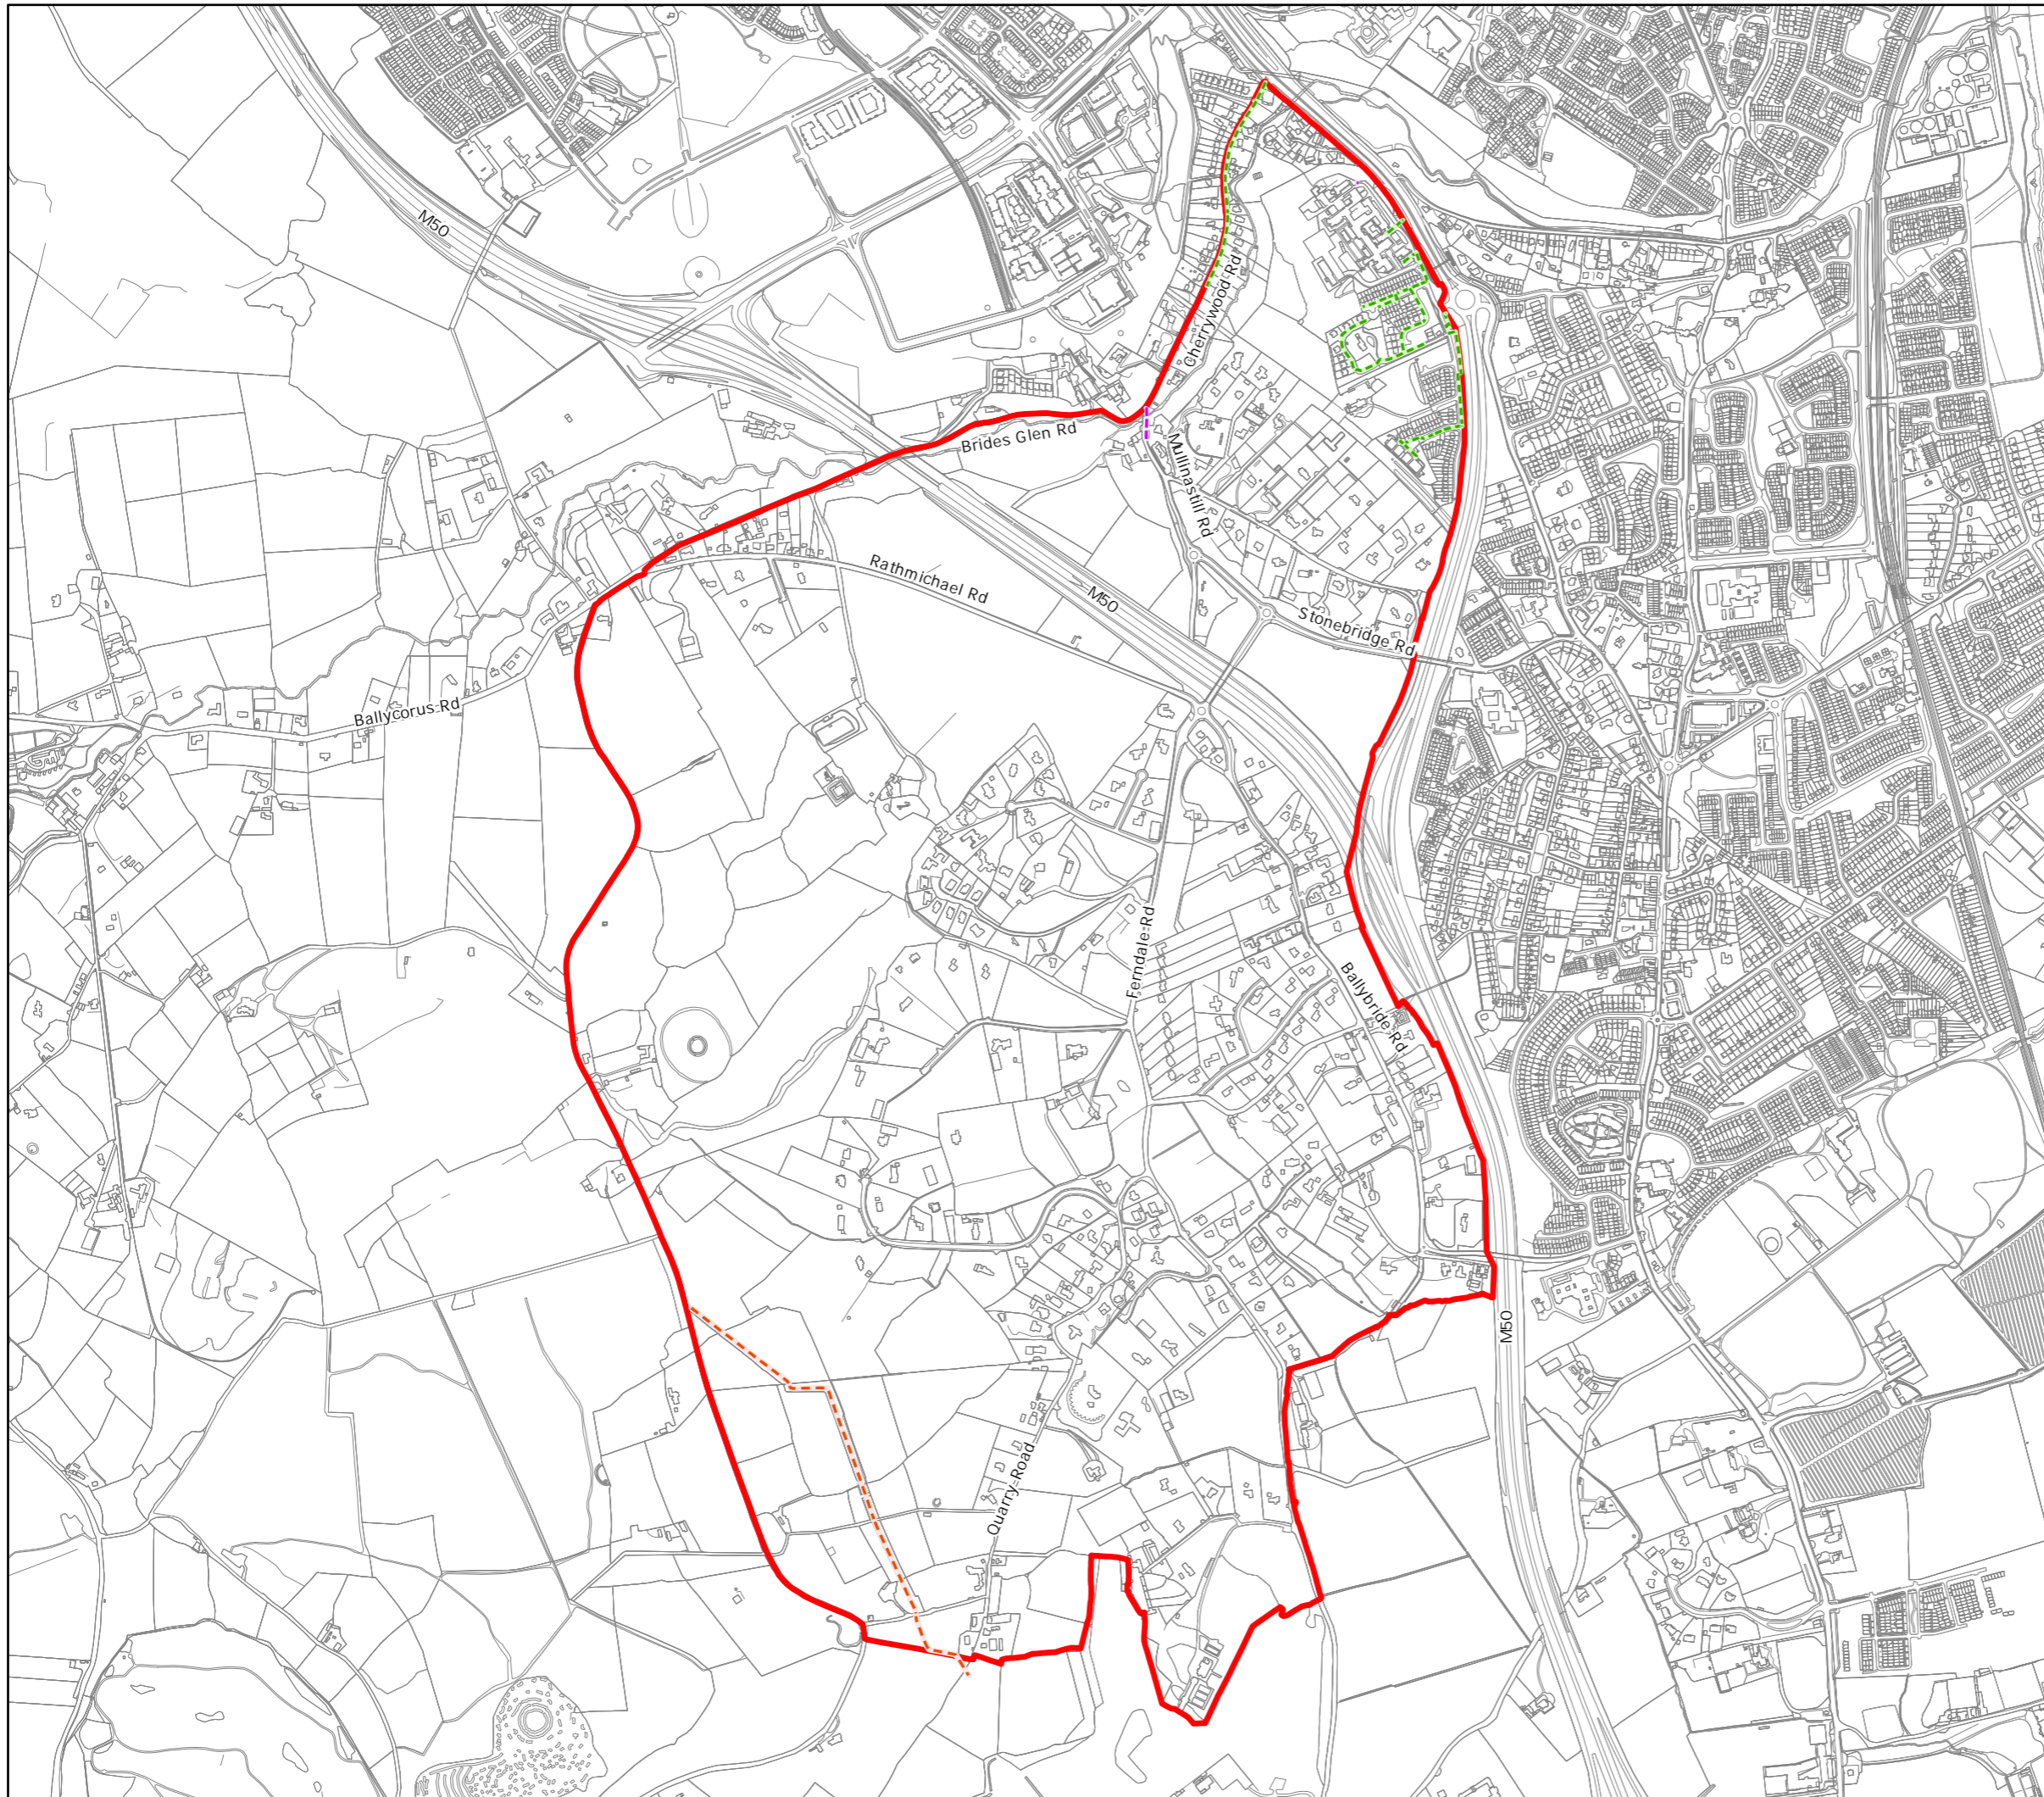 M50
Cherrywood Rd
Brides Glen Rd
Mullinastill Rd
Rathmichael Rd
M50
Stonebridge Rd
Ballycorus Rd
Ferndale Rd
Ballybride Rd
M50
Quarry Road